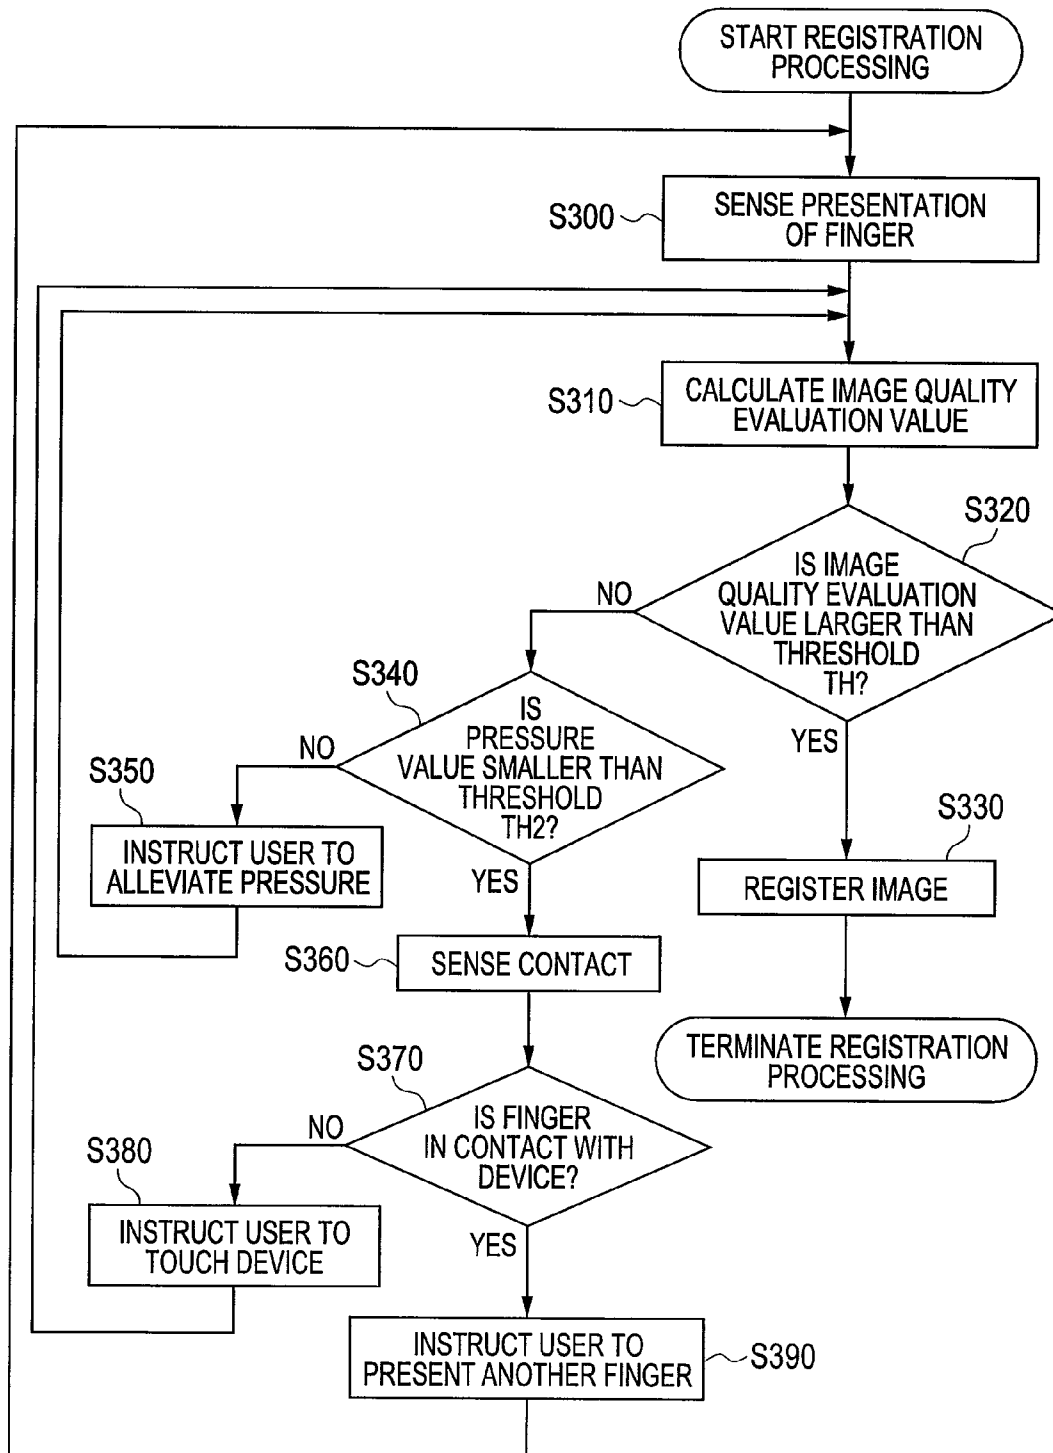 START REGISTRATION
PROCESSING
S300
SENSE PRESENTATION
OF FINGER
S310
CALCULATE IMAGE QUALITY
EVALUATION VALUE
S320
IS IMAGE
QUALITY EVALUATION
VALUE LARGER THAN
THRESHOLD
TH?
NO
YES
S340
IS
PRESSURE
VALUE SMALLER THAN
THRESHOLD
TH2?
NO
YES
S350
INSTRUCT USER TO
ALLEVIATE PRESSURE
S330
REGISTER IMAGE
S360
SENSE CONTACT
TERMINATE REGISTRATION
PROCESSING
S370
IS FINGER
IN CONTACT WITH
DEVICE?
NO
YES
S380
INSTRUCT USER TO
TOUCH DEVICE
INSTRUCT USER TO
PRESENT ANOTHER FINGER
S390